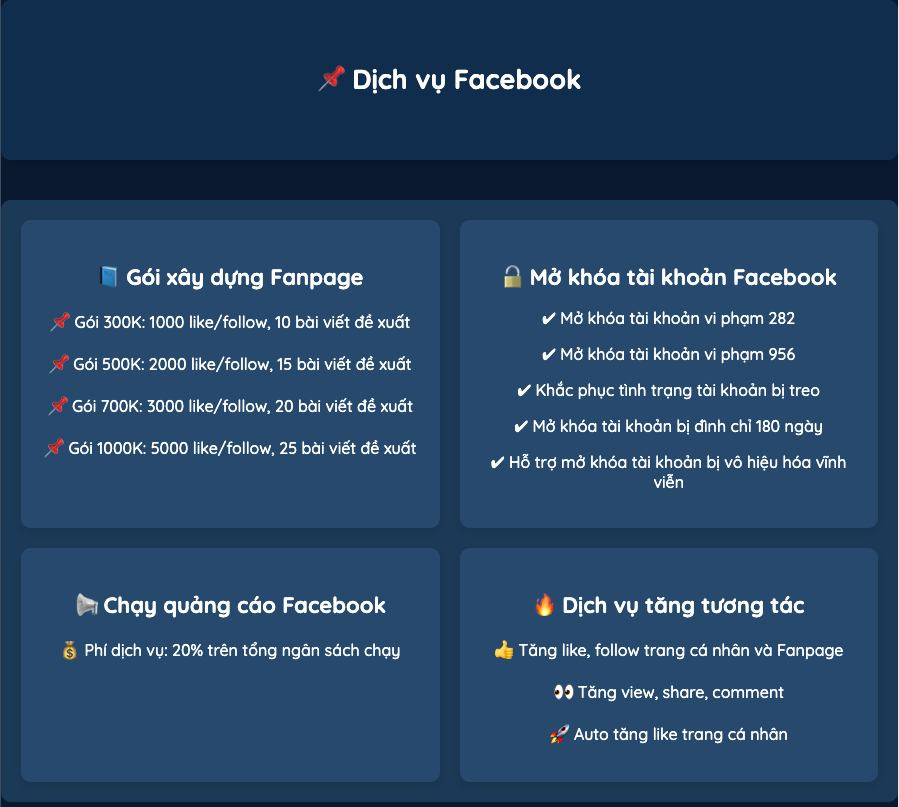 📌 Dịch vụ Facebook
📘 Gói xây dựng Fanpage
📌 Gói 300K: 1000 like/follow, 10 bài viết đề xuất
📌 Gói 500K: 2000 like/follow, 15 bài viết đề xuất
📌 Gói 700K: 3000 like/follow, 20 bài viết đề xuất
📌 Gói 1000K: 5000 like/follow, 25 bài viết đề xuất
🔓 Mở khóa tài khoản Facebook
✔ Mở khóa tài khoản vi phạm 282
✔ Mở khóa tài khoản vi phạm 956
✔ Khắc phục tình trạng tài khoản bị treo
✔ Mở khóa tài khoản bị đình chỉ 180 ngày
✔ Hỗ trợ mở khóa tài khoản bị vô hiệu hóa vĩnh
viễn
📢 Chạy quảng cáo Facebook
💰 Phí dịch vụ: 20% trên tổng ngân sách chạy
🔥 Dịch vụ tăng tương tác
👍 Tăng like, follow trang cá nhân và Fanpage
👀 Tăng view, share, comment
🚀 Auto tăng like trang cá nhân